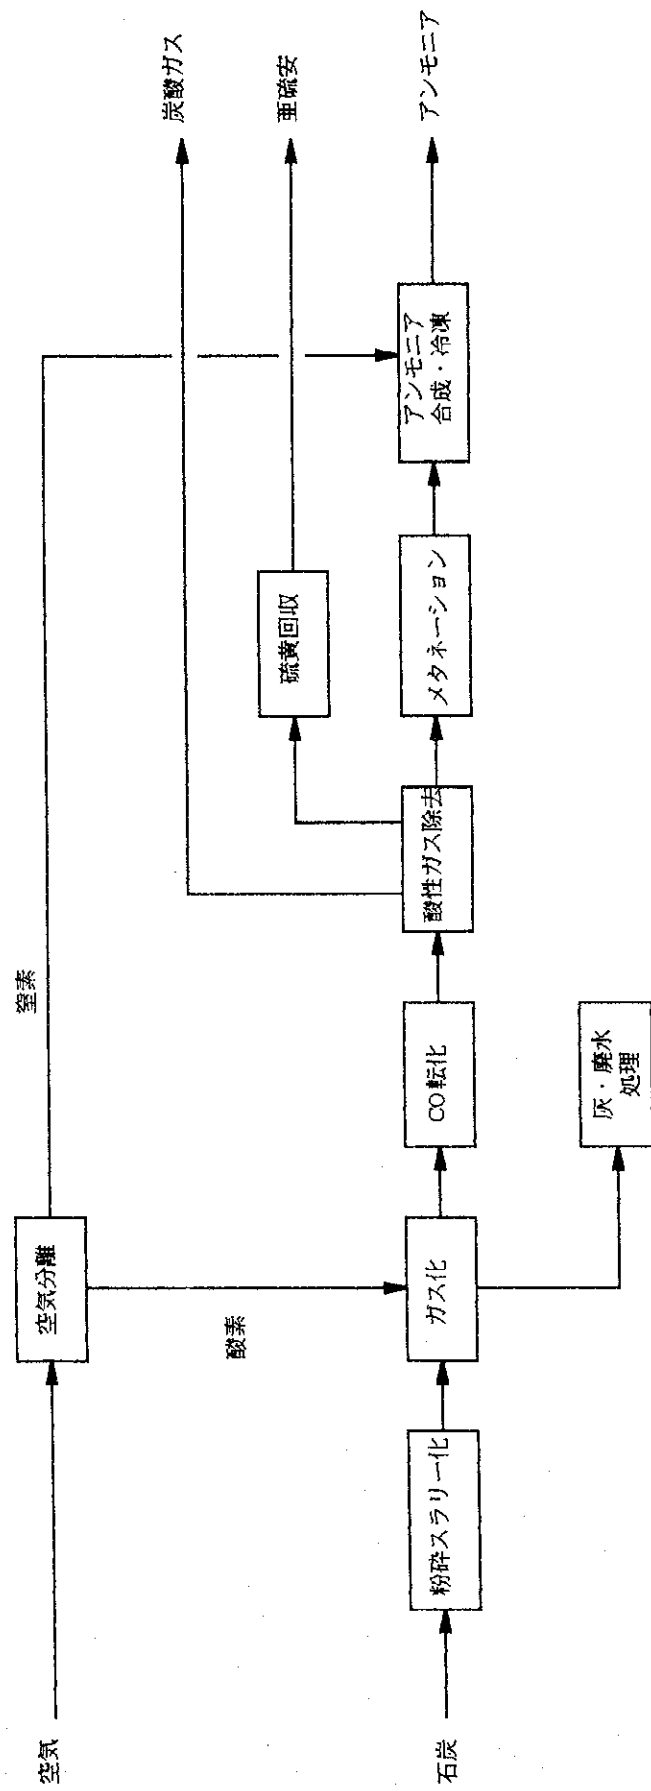 空気
空気分離
窒素
酸素
炭酸ガス
亜硫安
硫黄回収
石炭
粉砕スラリー化
ガス化
CO転化
酸性ガス除去
メタネーション
アンモニア
合成・冷凍
アンモニア
灰・廃水
処理